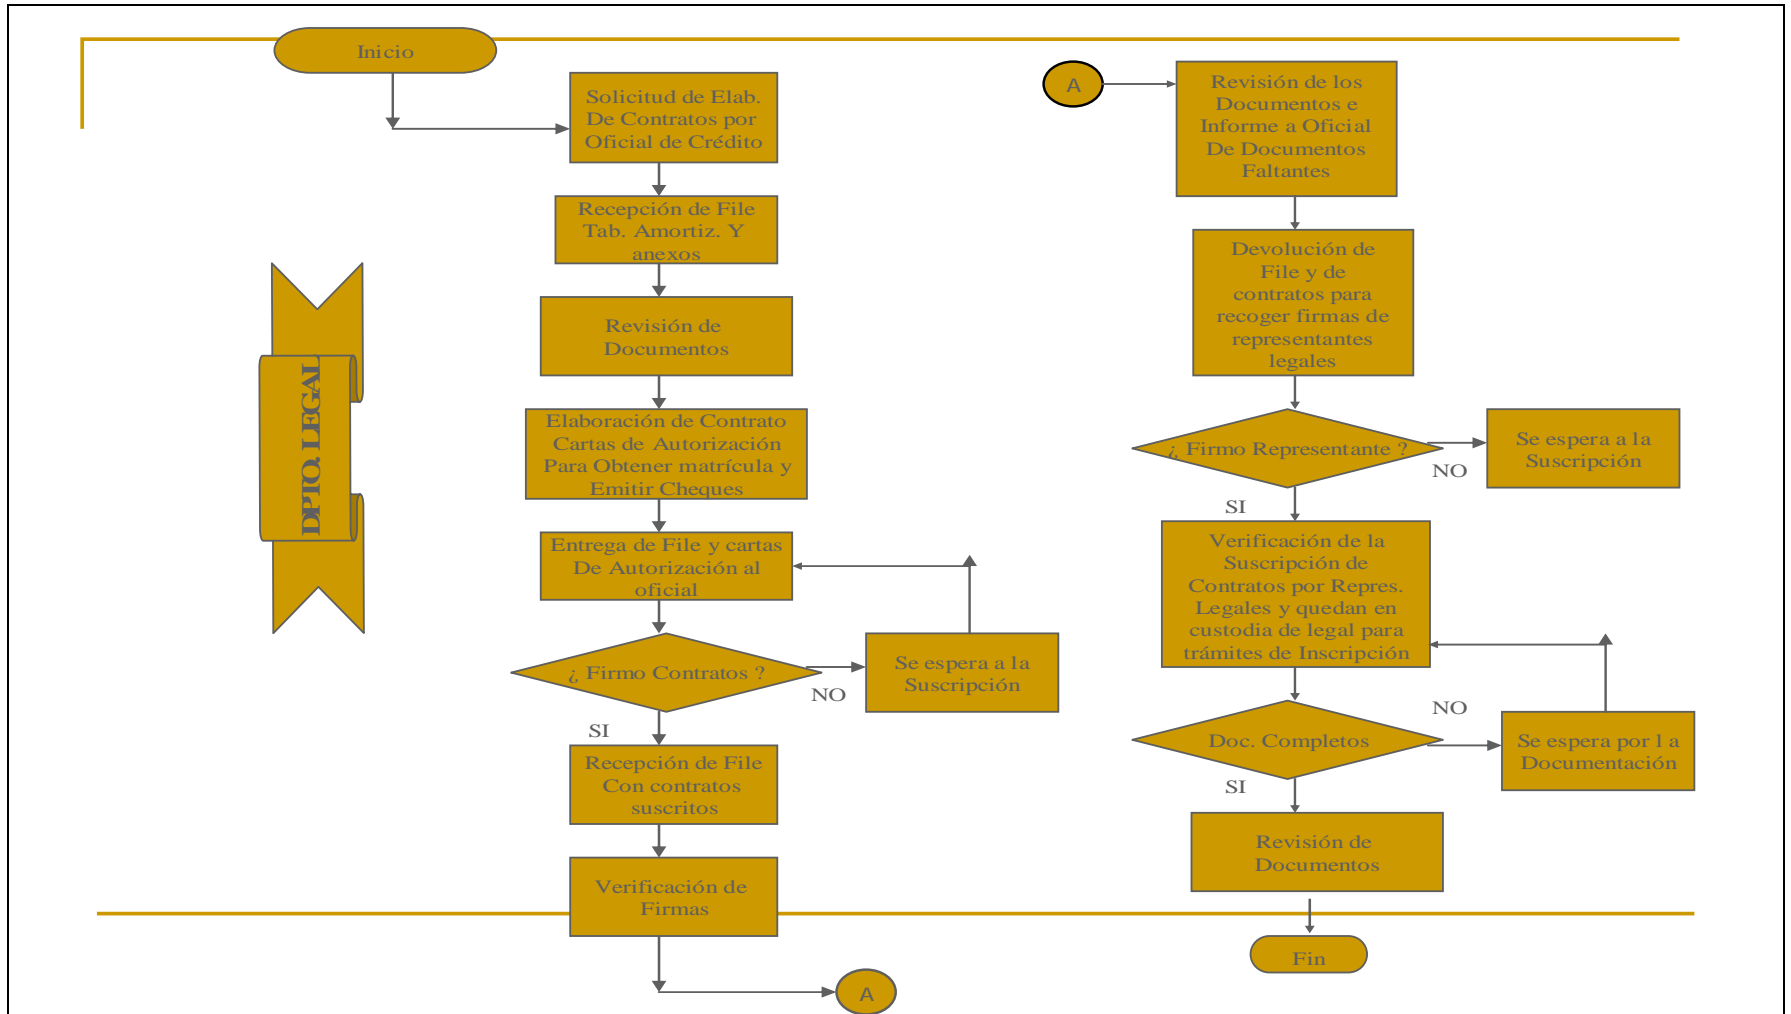 Inicio
Solicitud de Elab.
De Contratos por
Oficial de Crédito
Recepción de File
Tab. Amortiz. Y
anexos
Revisión de
Documentos
Elaboración de Contrato
Cartas de Autorización
Para Obtener matrícula y
Emitir Cheques
Entrega de File y cartas
De Autorización al
oficial
¿ Firmo Contratos ?
NO
Se espera a la
Suscripción
SI
Recepción de File
Con contratos
suscritos
Verificación de
Firmas
A
DPTO. LEGAL
A
Revisión de los
Documentos e
Informe a Oficial
De Documentos
Faltantes
Devolución de
File y de
contratos para
recoger firmas de
representantes
legales
¿ Firmo Representante ?
NO
Se espera a la
Suscripción
SI
Verificación de la
Suscripción de
Contratos por Repres.
Legales y quedan en
custodia de legal para
trámites de Inscripción
Doc. Completos
NO
Se espera por l a
Documentación
SI
Revisión de
Documentos
Fin